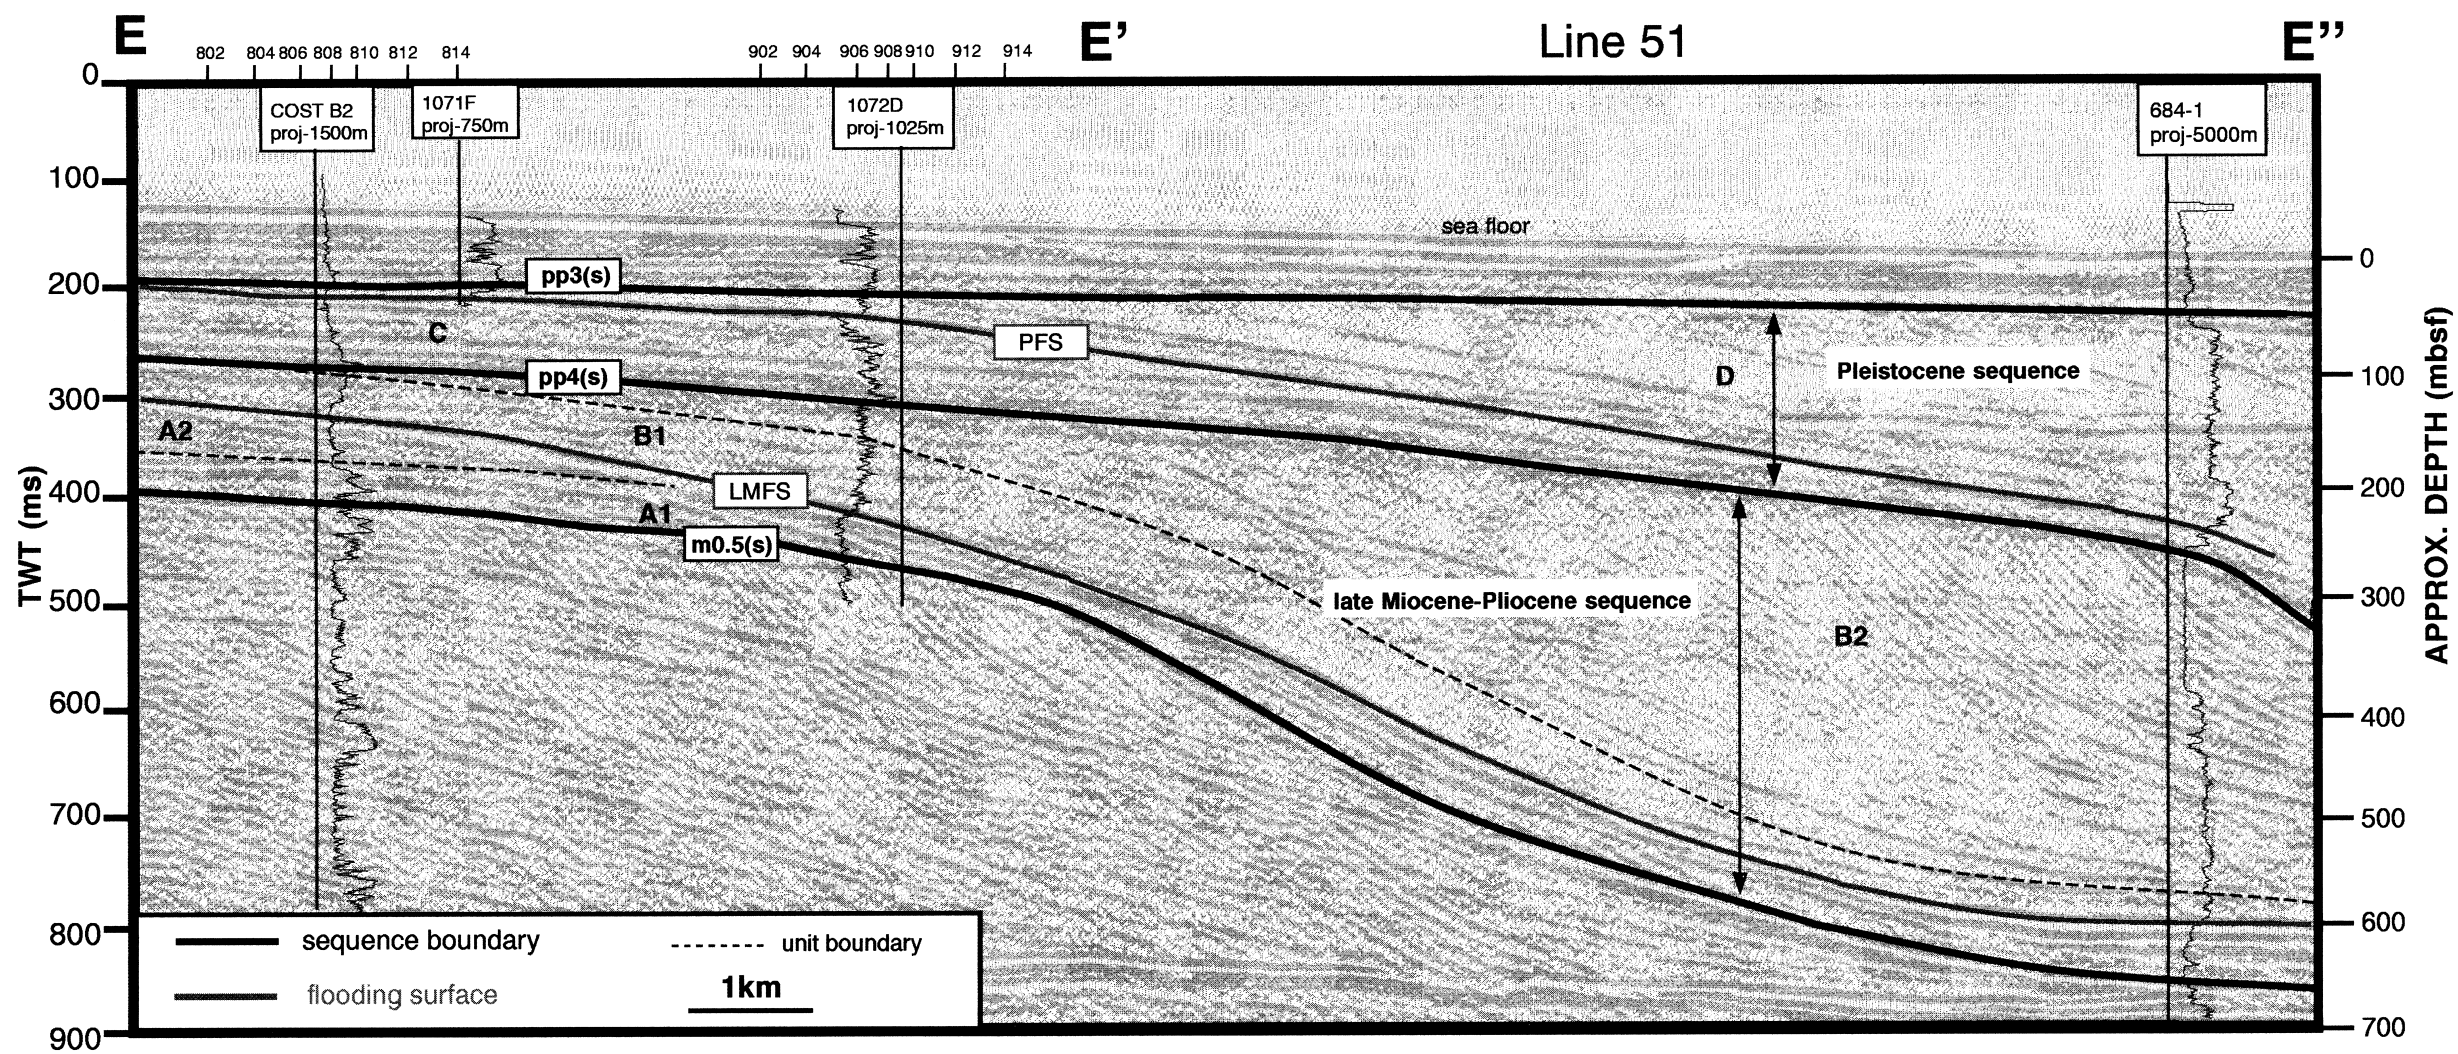 E
E'
Line 51
E''
802 804 806 808 810 812 814 902 904 906 908 910 912 914
0
100
200
300
400
500
600
700
800
900
TWT (ms)
COST B2
proj-1500m
1071F
proj-750m
1072D
proj-1025m
684-1
proj-5000m
sea floor
pp3(s)
C
PFS
D
Pleistocene sequence
pp4(s)
A2
B1
LMFS
A1
m0.5(s)
late Miocene-Pliocene sequence
B2
0
100
200
300
400
500
600
700
APPROX. DEPTH (mbsf)
sequence boundary
unit boundary
flooding surface
1km